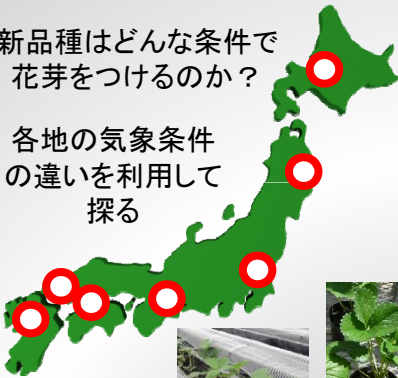 新品種はどんな条件で
花芽をつけるのか？
各地の気象条件
の違いを利用して
探る